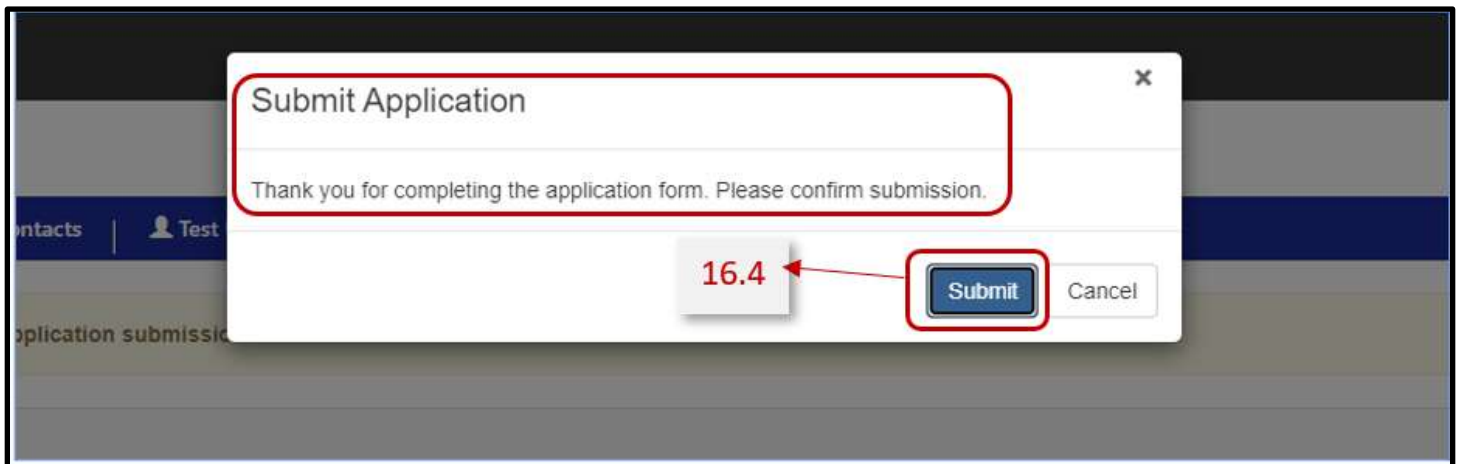 Submit Application
×
Thank you for completing the application form. Please confirm submission.
ontacts | Test
16.4
Submit Cancel
pplication submissio